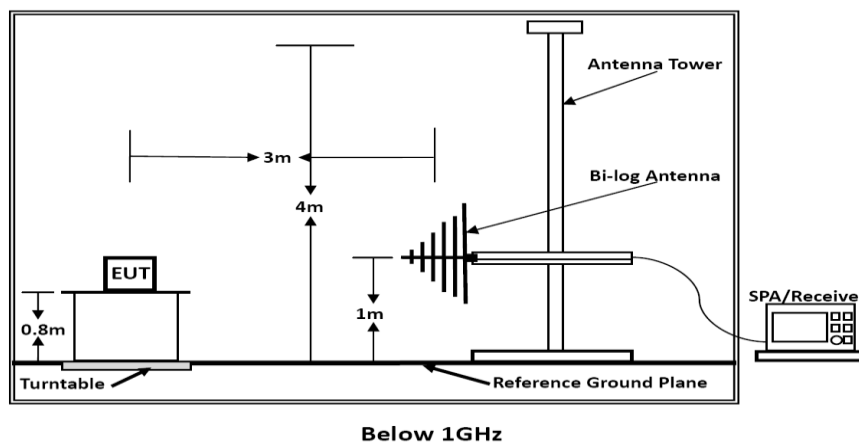 Antenna Tower
3m
Bi-log Antenna
4m
EUT
SPA/Receive
0.8m
1m
Turntable
Reference Ground Plane
Below 1GHz